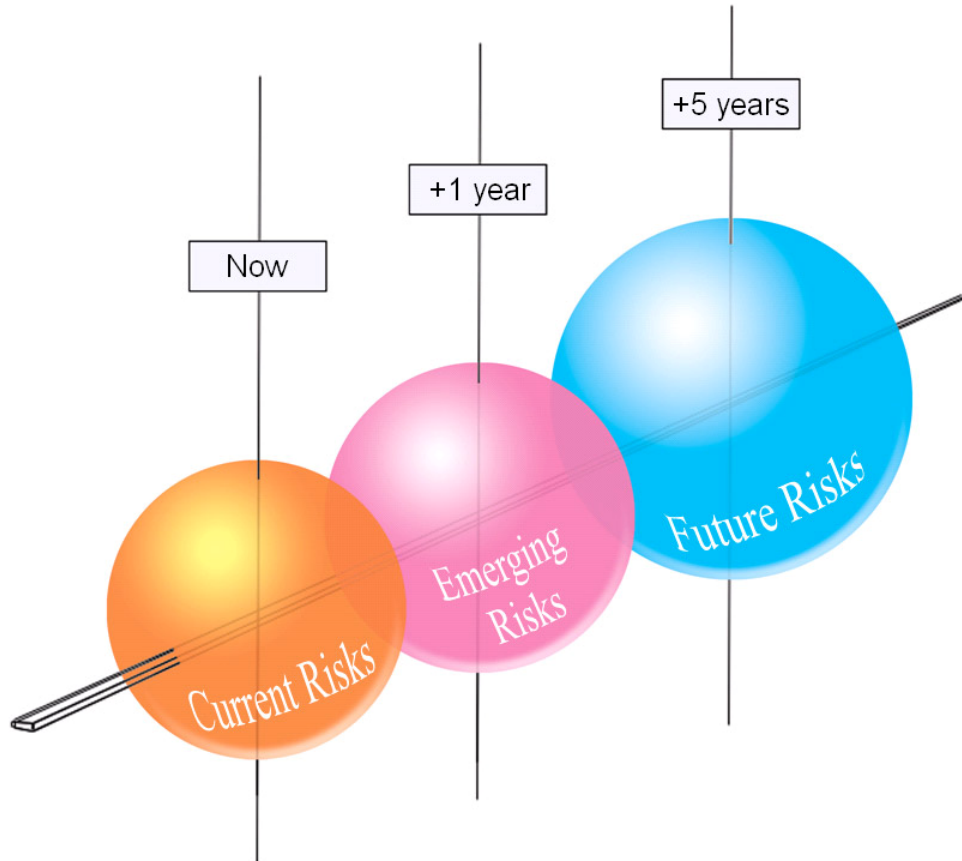 +5 years
+1 year
Now
Future Risks
Emerging
Risks
Current Risks